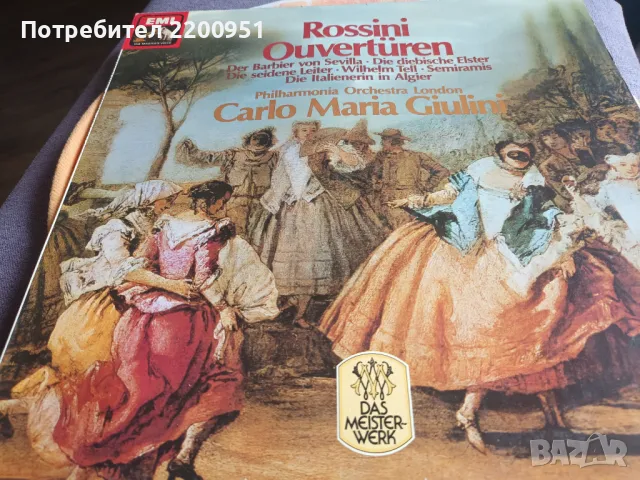 Потребител 2200951
EMI
Rossini
Ouvertüren
Der Barbier von Sevilla · Die diebische Elster
Die seidene Leiter · Wilhelm Tell · Semiramis
Die Italienerin in Algier
Philharmonia Orchestra London
Carlo Maria Giulini
DAS
MEISTER-
WERK
BAZAR